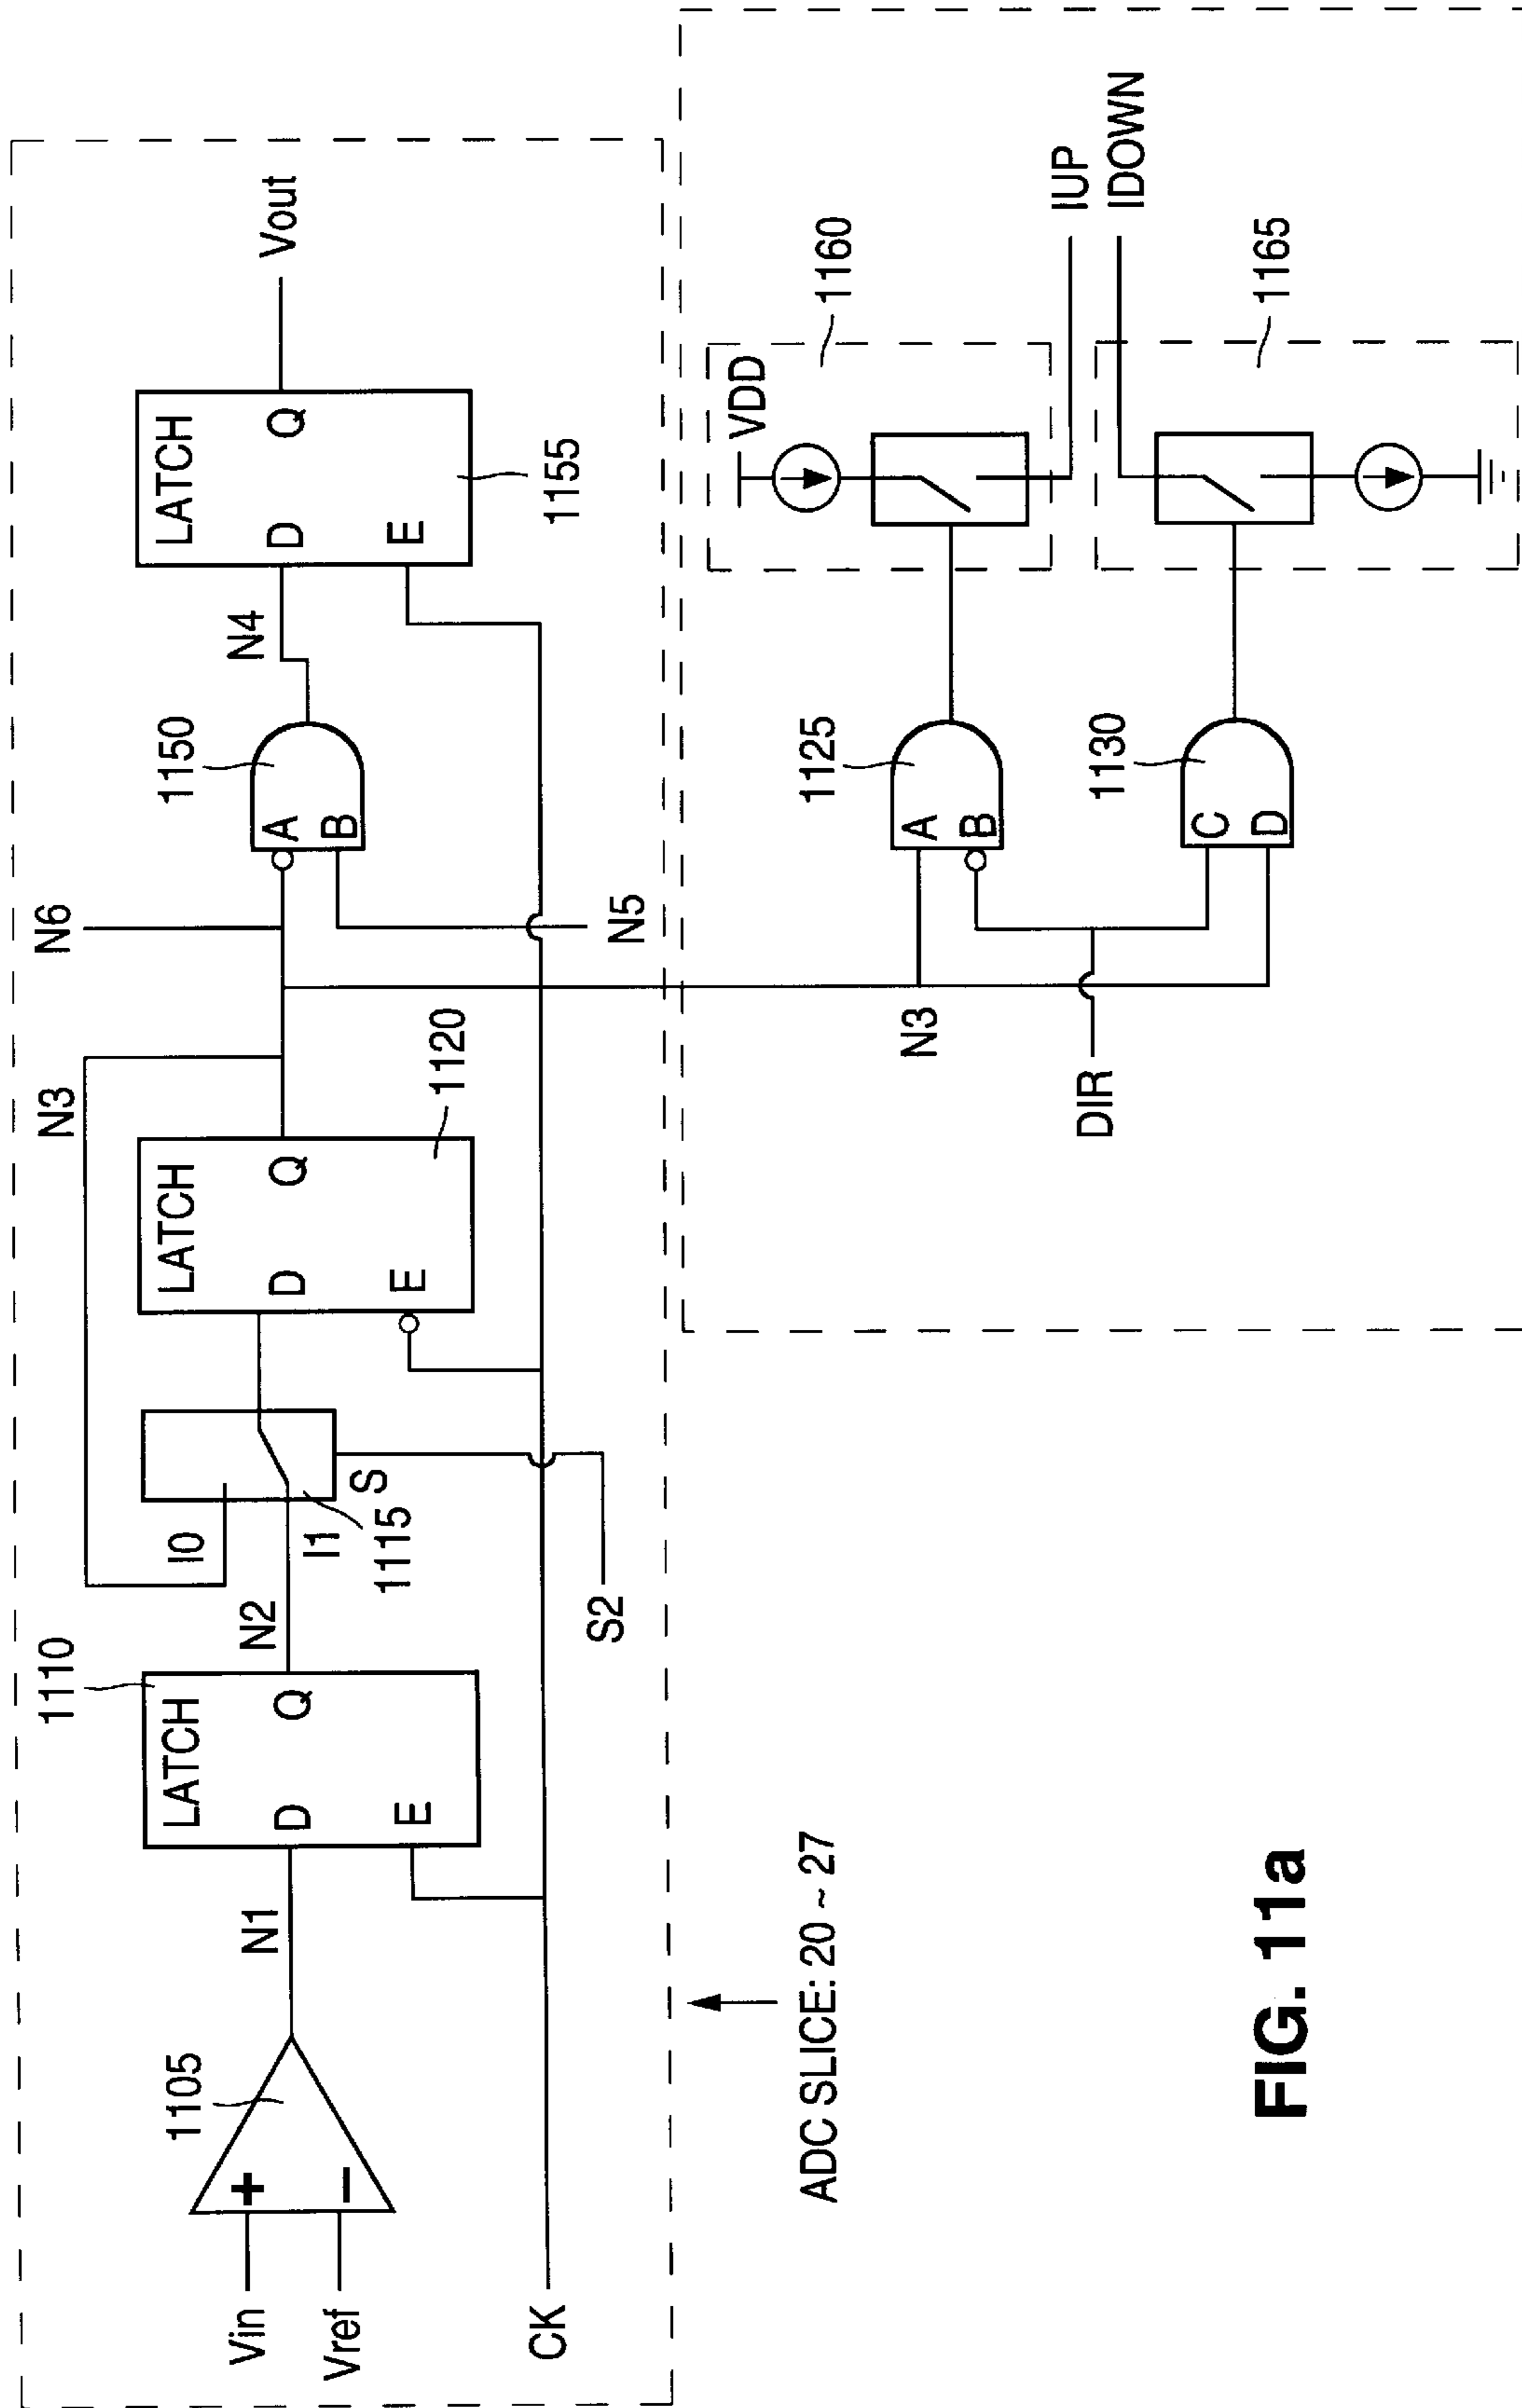 Vin
Vref
CK
+
−
1105
N1
1110
LATCH
D
Q
E
N2
I0
I1
1115
S
S2
N3
LATCH
D
Q
E
1120
N6
N5
1150
A
B
N4
LATCH
D
Q
E
1155
Vout
ADC SLICE: 20 ~ 27
N3
DIR
1125
A
B
1130
C
D
VDD
1160
1165
IUP
IDOWN
FIG. 11a